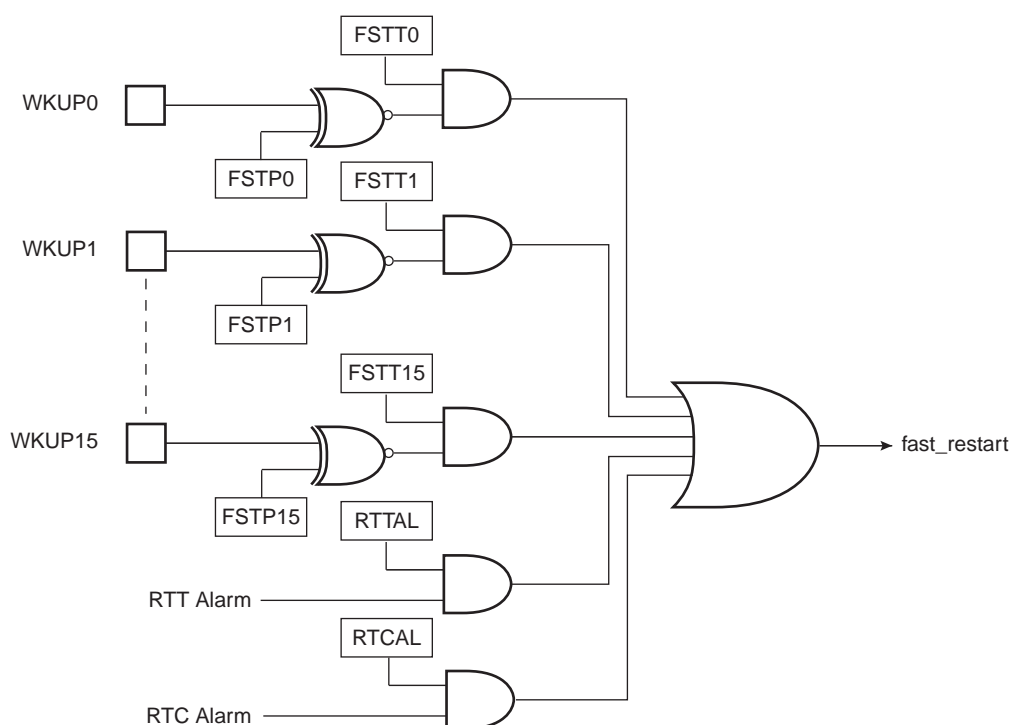 FSTT0
WKUP0
FSTP0
FSTT1
WKUP1
FSTP1
FSTT15
WKUP15
fast_restart
FSTP15
RTTAL
RTT Alarm
RTCAL
RTC Alarm